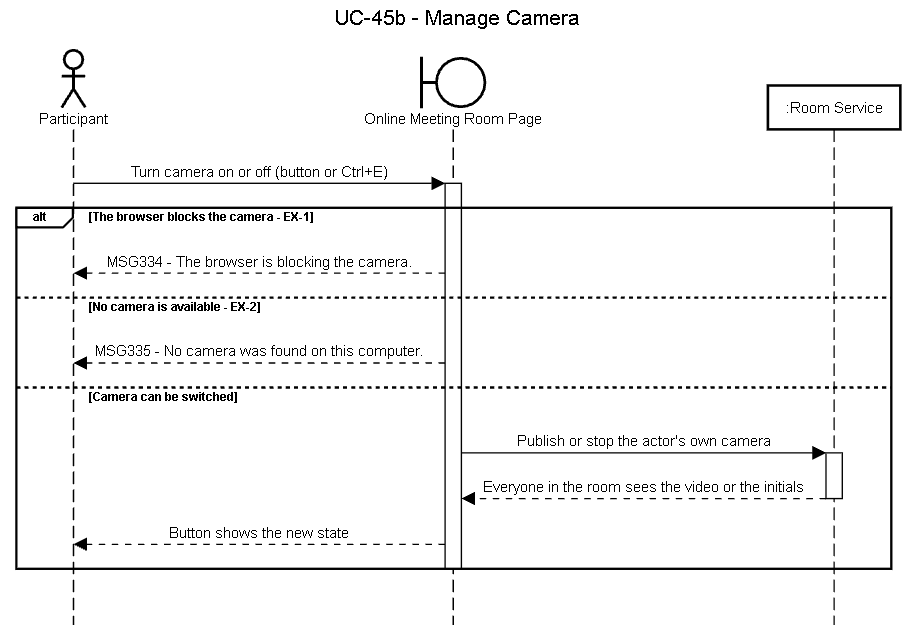 UC-45b - Manage Camera
Participant
Online Meeting Room Page
:Room Service
Turn camera on or off (button or Ctrl+E)
alt
[The browser blocks the camera - EX-1]
MSG334 - The browser is blocking the camera.
[No camera is available - EX-2]
MSG335 - No camera was found on this computer.
[Camera can be switched]
Publish or stop the actor's own camera
Everyone in the room sees the video or the initials
Button shows the new state